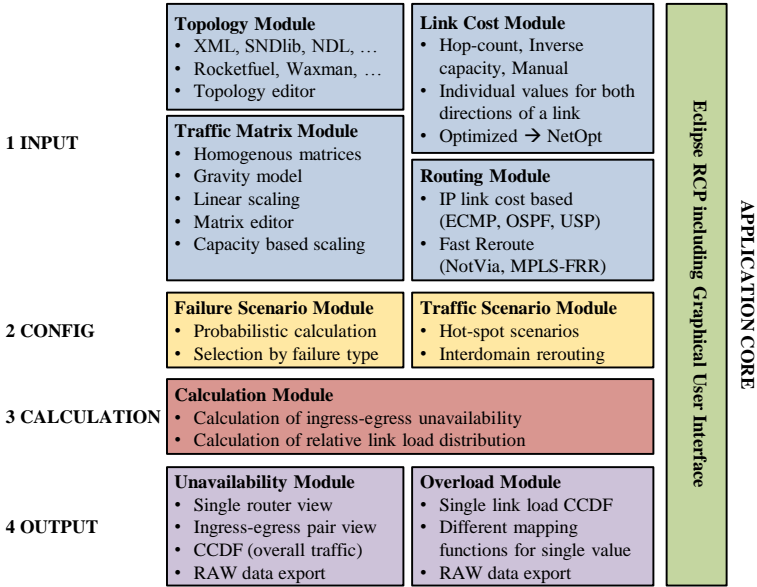 1 INPUT
Topology Module
• XML, SNDlib, NDL, …
• Rocketfuel, Waxman, …
• Topology editor
Link Cost Module
• Hop-count, Inverse
capacity, Manual
• Individual values for both
directions of a link
• Optimized → NetOpt
Traffic Matrix Module
• Homogenous matrices
• Gravity model
• Linear scaling
• Matrix editor
• Capacity based scaling
Routing Module
• IP link cost based
(ECMP, OSPF, USP)
• Fast Reroute
(NotVia, MPLS-FRR)
2 CONFIG
Failure Scenario Module
• Probabilistic calculation
• Selection by failure type
Traffic Scenario Module
• Hot-spot scenarios
• Interdomain rerouting
3 CALCULATION
Calculation Module
• Calculation of ingress-egress unavailability
• Calculation of relative link load distribution
4 OUTPUT
Unavailability Module
• Single router view
• Ingress-egress pair view
• CCDF (overall traffic)
• RAW data export
Overload Module
• Single link load CCDF
• Different mapping
functions for single value
• RAW data export
Eclipse RCP including Graphical User Interface
APPLICATION CORE